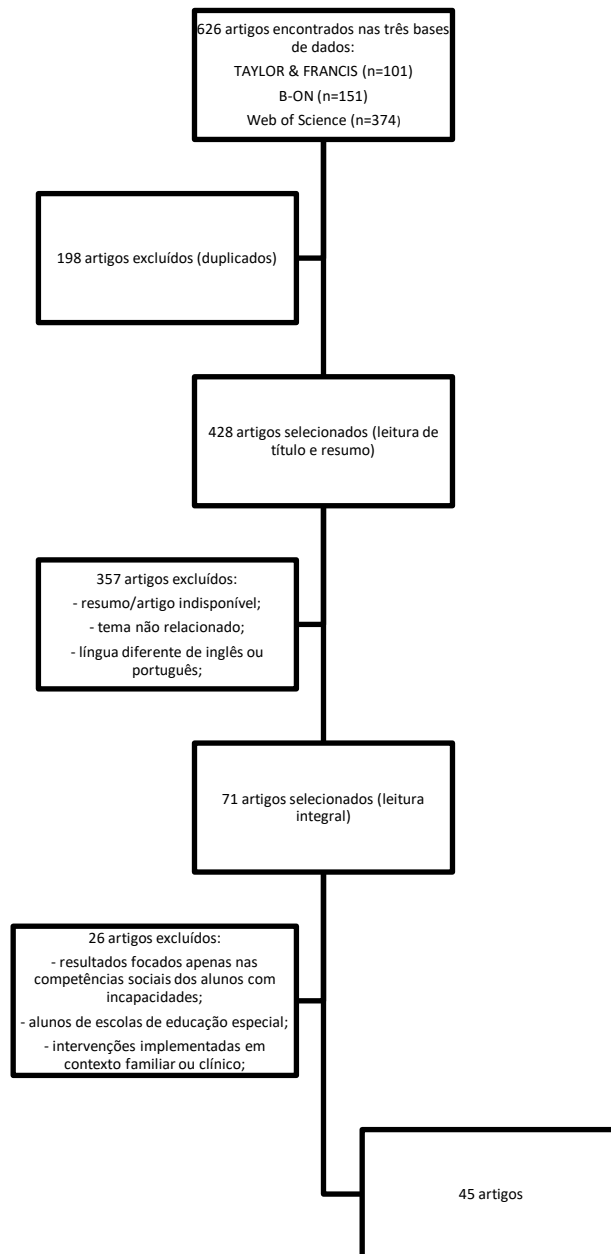 626 artigos encontrados nas três bases
de dados:
TAYLOR & FRANCIS (n=101)
B-ON (n=151)
Web of Science (n=374)
198 artigos excluídos (duplicados)
428 artigos selecionados (leitura de
título e resumo)
357 artigos excluídos:
- resumo/artigo indisponível;
- tema não relacionado;
- língua diferente de inglês ou
português;
71 artigos selecionados (leitura
integral)
26 artigos excluídos:
- resultados focados apenas nas
competências sociais dos alunos com
incapacidades;
- alunos de escolas de educação especial;
- intervenções implementadas em
contexto familiar ou clínico;
45 artigos